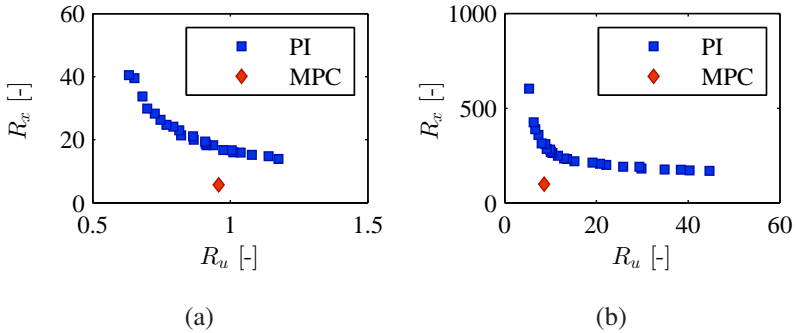 60
40
20
0
R_x [-]
PI
MPC
0.5
1
1.5
R_u [-]
(a)
1000
500
0
R_x [-]
PI
MPC
0
20
40
60
R_u [-]
(b)